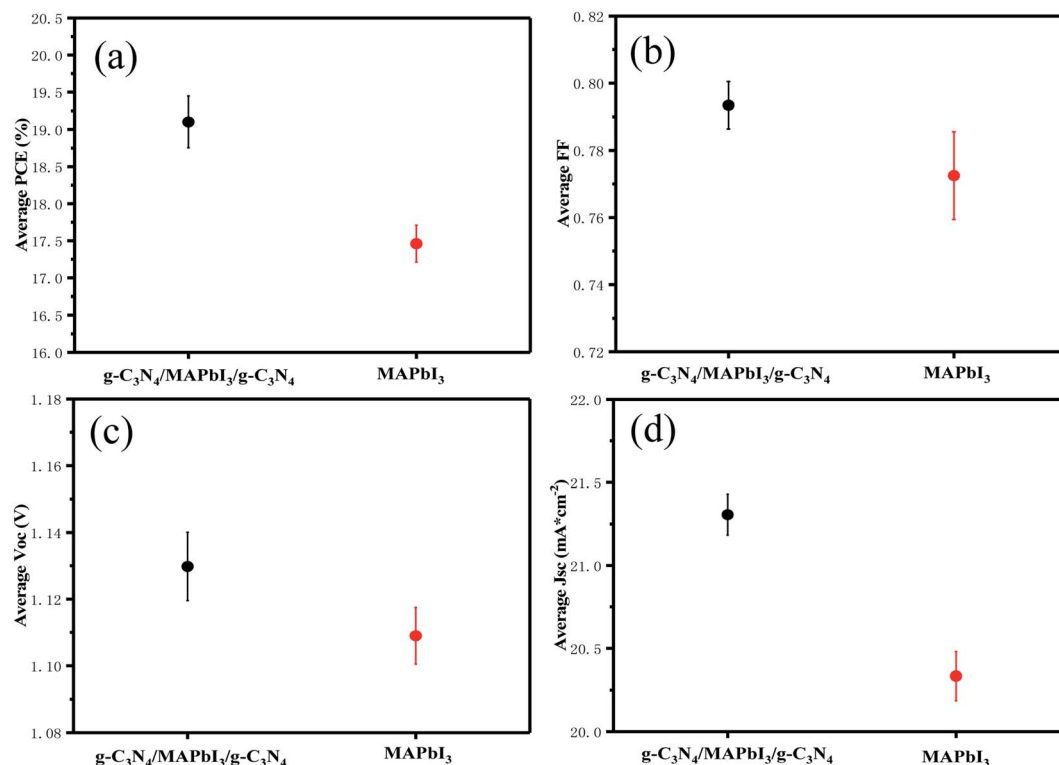 (a)
Average PCE (%)
20.5
20.0
19.5
19.0
18.5
18.0
17.5
17.0
16.5
16.0
g-C₃N₄/MAPbI₃/g-C₃N₄ MAPbI₃
(b)
Average FF
0.82
0.80
0.78
0.76
0.74
0.72
g-C₃N₄/MAPbI₃/g-C₃N₄ MAPbI₃
(c)
Average Voc (V)
1.18
1.16
1.14
1.12
1.10
1.08
g-C₃N₄/MAPbI₃/g-C₃N₄ MAPbI₃
(d)
Average Jsc (mA*cm⁻²)
22.0
21.5
21.0
20.5
20.0
g-C₃N₄/MAPbI₃/g-C₃N₄ MAPbI₃